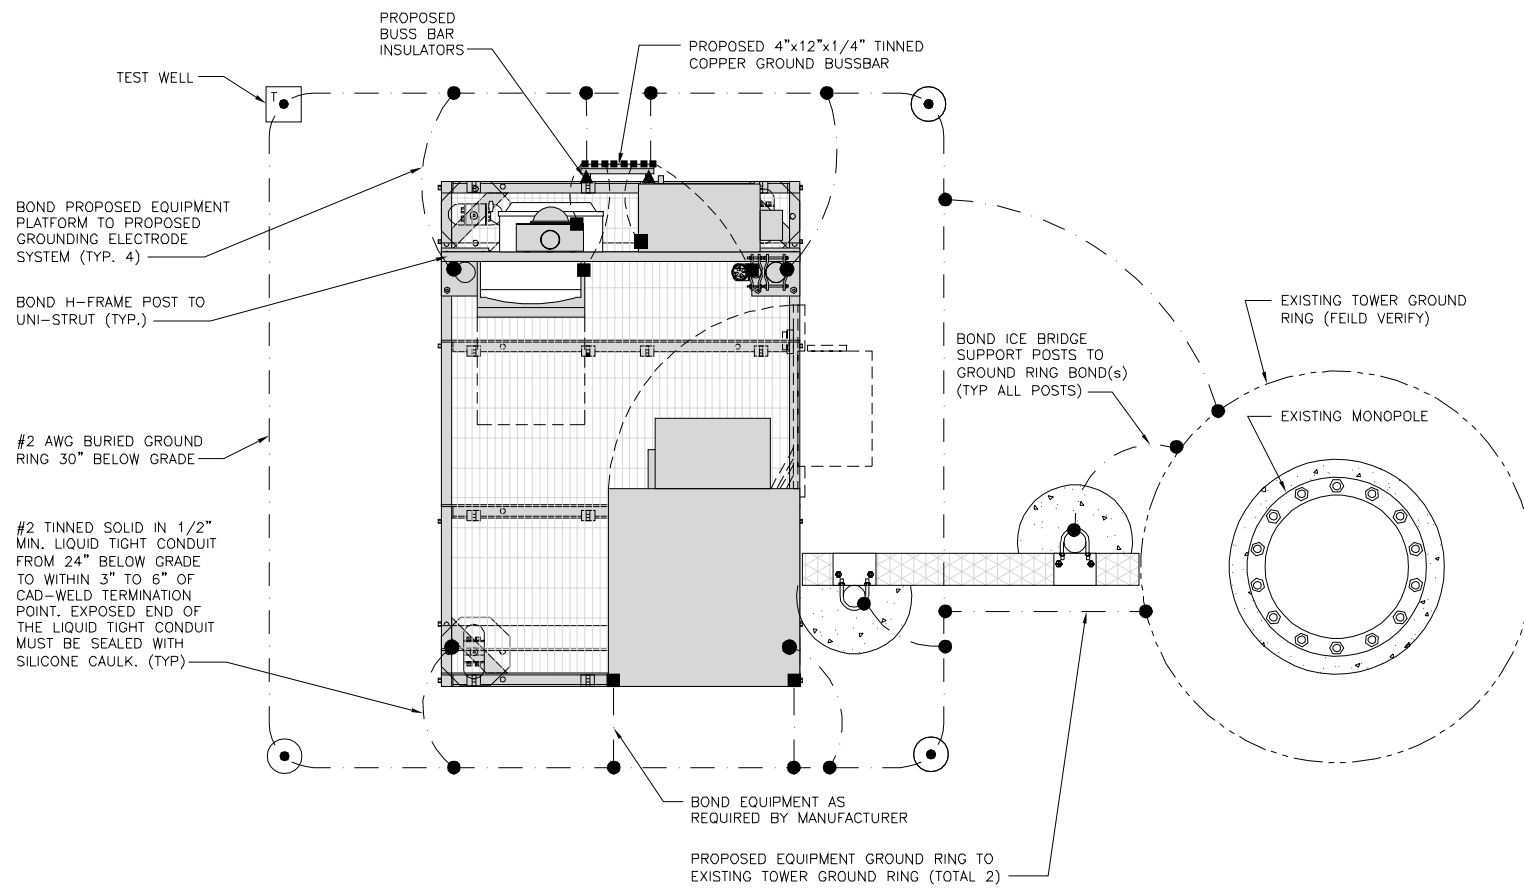 PROPOSED
BUSS BAR
INSULATORS
PROPOSED 4"x12"x1/4" TINNED
COPPER GROUND BUSSBAR
TEST WELL
T
BOND PROPOSED EQUIPMENT
PLATFORM TO PROPOSED
GROUNDING ELECTRODE
SYSTEM (TYP. 4)
BOND H-FRAME POST TO
UNI-STRUT (TYP.)
EXISTING TOWER GROUND
RING (FEILD VERIFY)
BOND ICE BRIDGE
SUPPORT POSTS TO
GROUND RING BOND(s)
(TYP ALL POSTS)
EXISTING MONOPOLE
#2 AWG BURIED GROUND
RING 30" BELOW GRADE
#2 TINNED SOLID IN 1/2"
MIN. LIQUID TIGHT CONDUIT
FROM 24" BELOW GRADE
TO WITHIN 3" TO 6" OF
CAD-WELD TERMINATION
POINT. EXPOSED END OF
THE LIQUID TIGHT CONDUIT
MUST BE SEALED WITH
SILICONE CAULK. (TYP)
BOND EQUIPMENT AS
REQUIRED BY MANUFACTURER
PROPOSED EQUIPMENT GROUND RING TO
EXISTING TOWER GROUND RING (TOTAL 2)